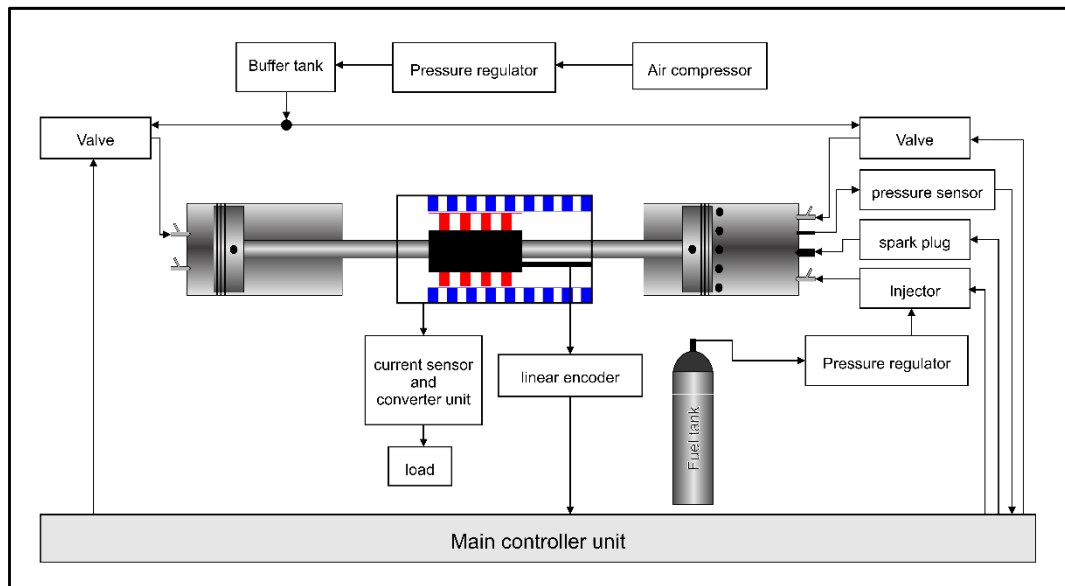 Buffer tank
Pressure regulator
Air compressor
Valve
Valve
pressure sensor
spark plug
Injector
Pressure regulator
current sensor
and
converter unit
linear encoder
load
Fuel tank
Main controller unit